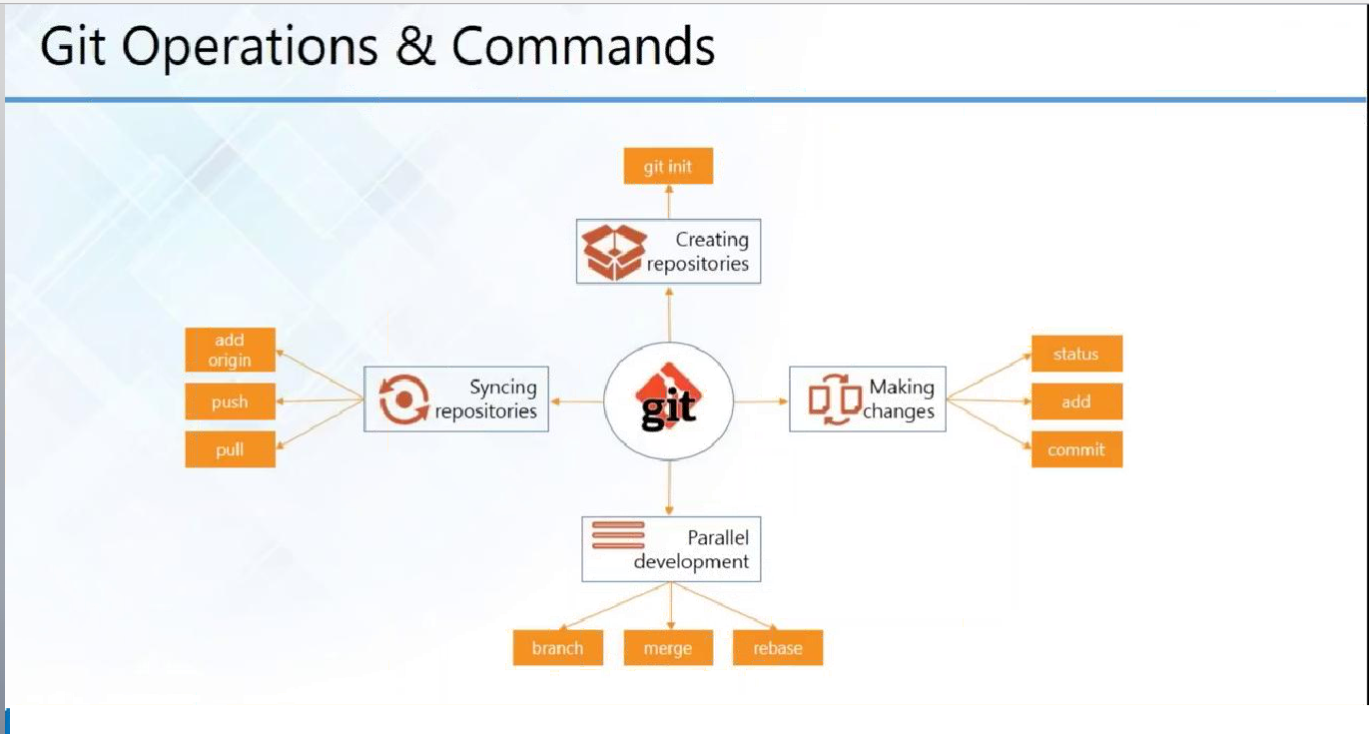 Git Operations & Commands
git init
Creating
repositories
add
origin
push
pull
Syncing
repositories
git
Making
changes
status
add
commit
Parallel
development
branch
merge
rebase